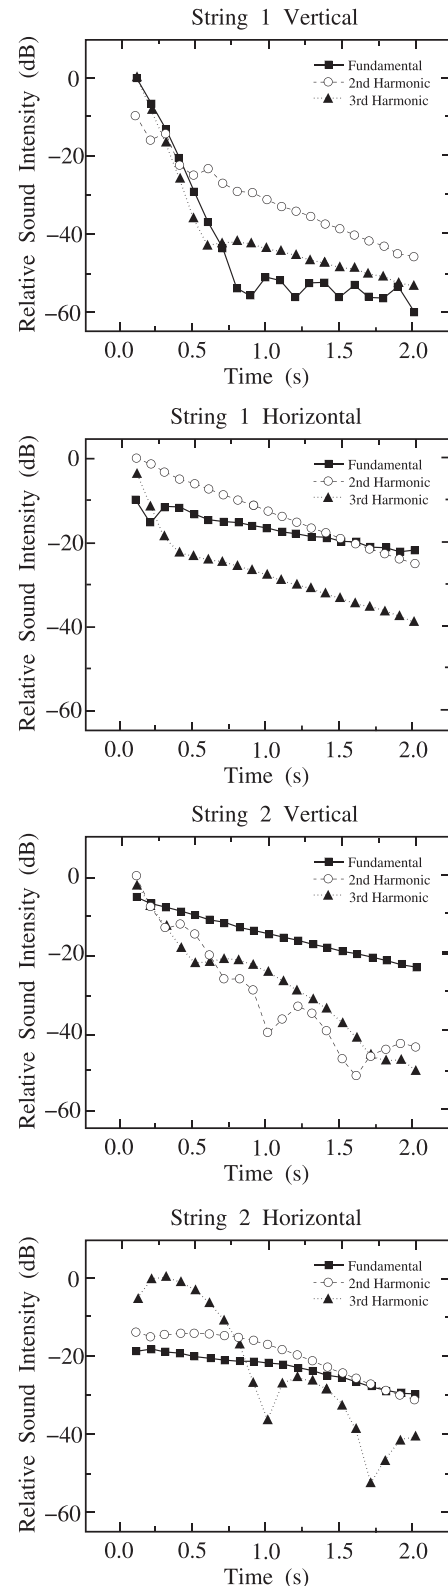 String 1 Vertical
Relative Sound Intensity (dB)
0
−20
−40
−60
Fundamental
2nd Harmonic
3rd Harmonic
0.0 0.5 1.0 1.5 2.0
Time (s)
String 1 Horizontal
Relative Sound Intensity (dB)
0
−20
−40
−60
Fundamental
2nd Harmonic
3rd Harmonic
0.0 0.5 1.0 1.5 2.0
Time (s)
String 2 Vertical
Relative Sound Intensity (dB)
0
−20
−40
−60
Fundamental
2nd Harmonic
3rd Harmonic
0.0 0.5 1.0 1.5 2.0
Time (s)
String 2 Horizontal
Relative Sound Intensity (dB)
0
−20
−40
−60
Fundamental
2nd Harmonic
3rd Harmonic
0.0 0.5 1.0 1.5 2.0
Time (s)